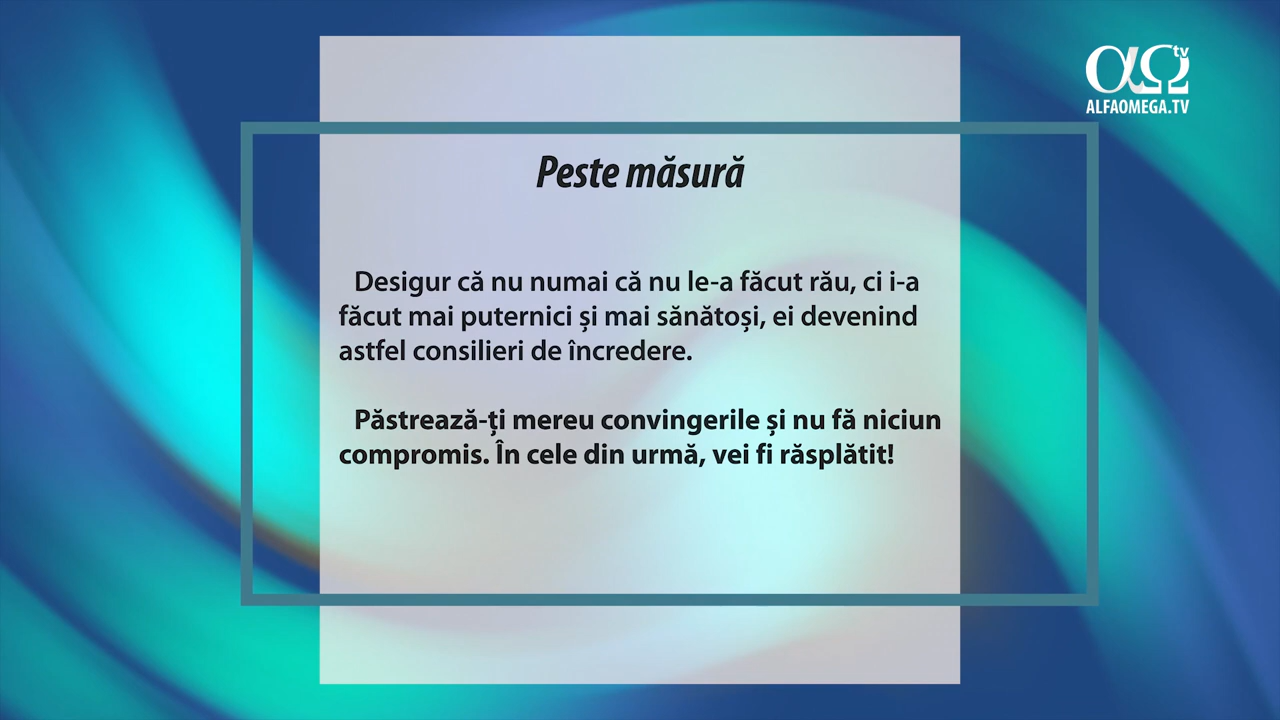 αΩ tv
ALFAOMEGA.TV
Peste măsură
Desigur că nu numai că nu le-a făcut rău, ci i-a
făcut mai puternici și mai sănătoși, ei devenind
astfel consilieri de încredere.
Păstrează-ți mereu convingerile și nu fă niciun
compromis. În cele din urmă, vei fi răsplătit!